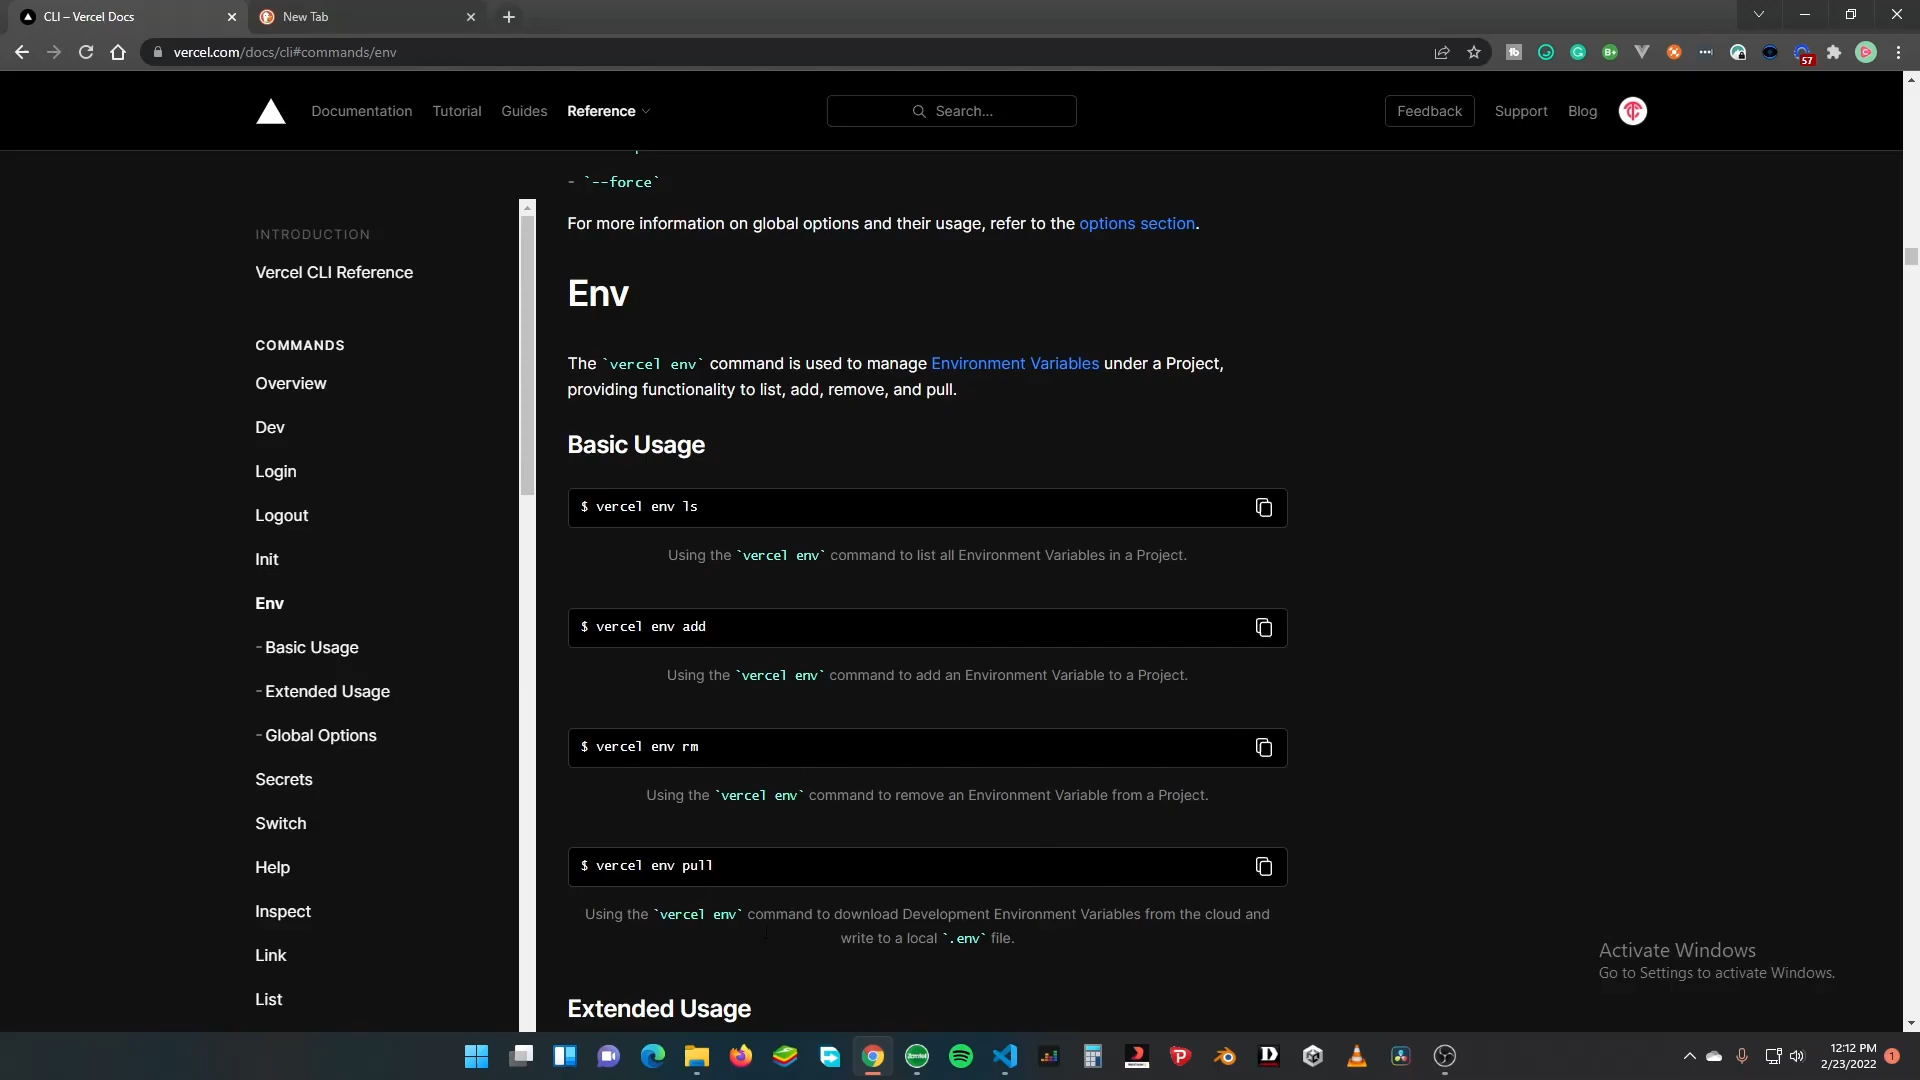 CLI – Vercel Docs
New Tab
vercel.com/docs/cli#commands/env
57
Documentation Tutorial Guides Reference
Search...
Feedback
Support Blog
- `--force`
For more information on global options and their usage, refer to the options section.
INTRODUCTION
Vercel CLI Reference
COMMANDS
Overview
Dev
Login
Logout
Init
Env
- Basic Usage
- Extended Usage
- Global Options
Secrets
Switch
Help
Inspect
Link
List
Env
The `vercel env` command is used to manage Environment Variables under a Project,
providing functionality to list, add, remove, and pull.
Basic Usage
$ vercel env ls
Using the `vercel env` command to list all Environment Variables in a Project.
$ vercel env add
Using the `vercel env` command to add an Environment Variable to a Project.
$ vercel env rm
Using the `vercel env` command to remove an Environment Variable from a Project.
$ vercel env pull
Using the `vercel env` command to download Development Environment Variables from the cloud and
write to a local `.env` file.
Extended Usage
Activate Windows
Go to Settings to activate Windows.
12:12 PM
2/23/2022
1